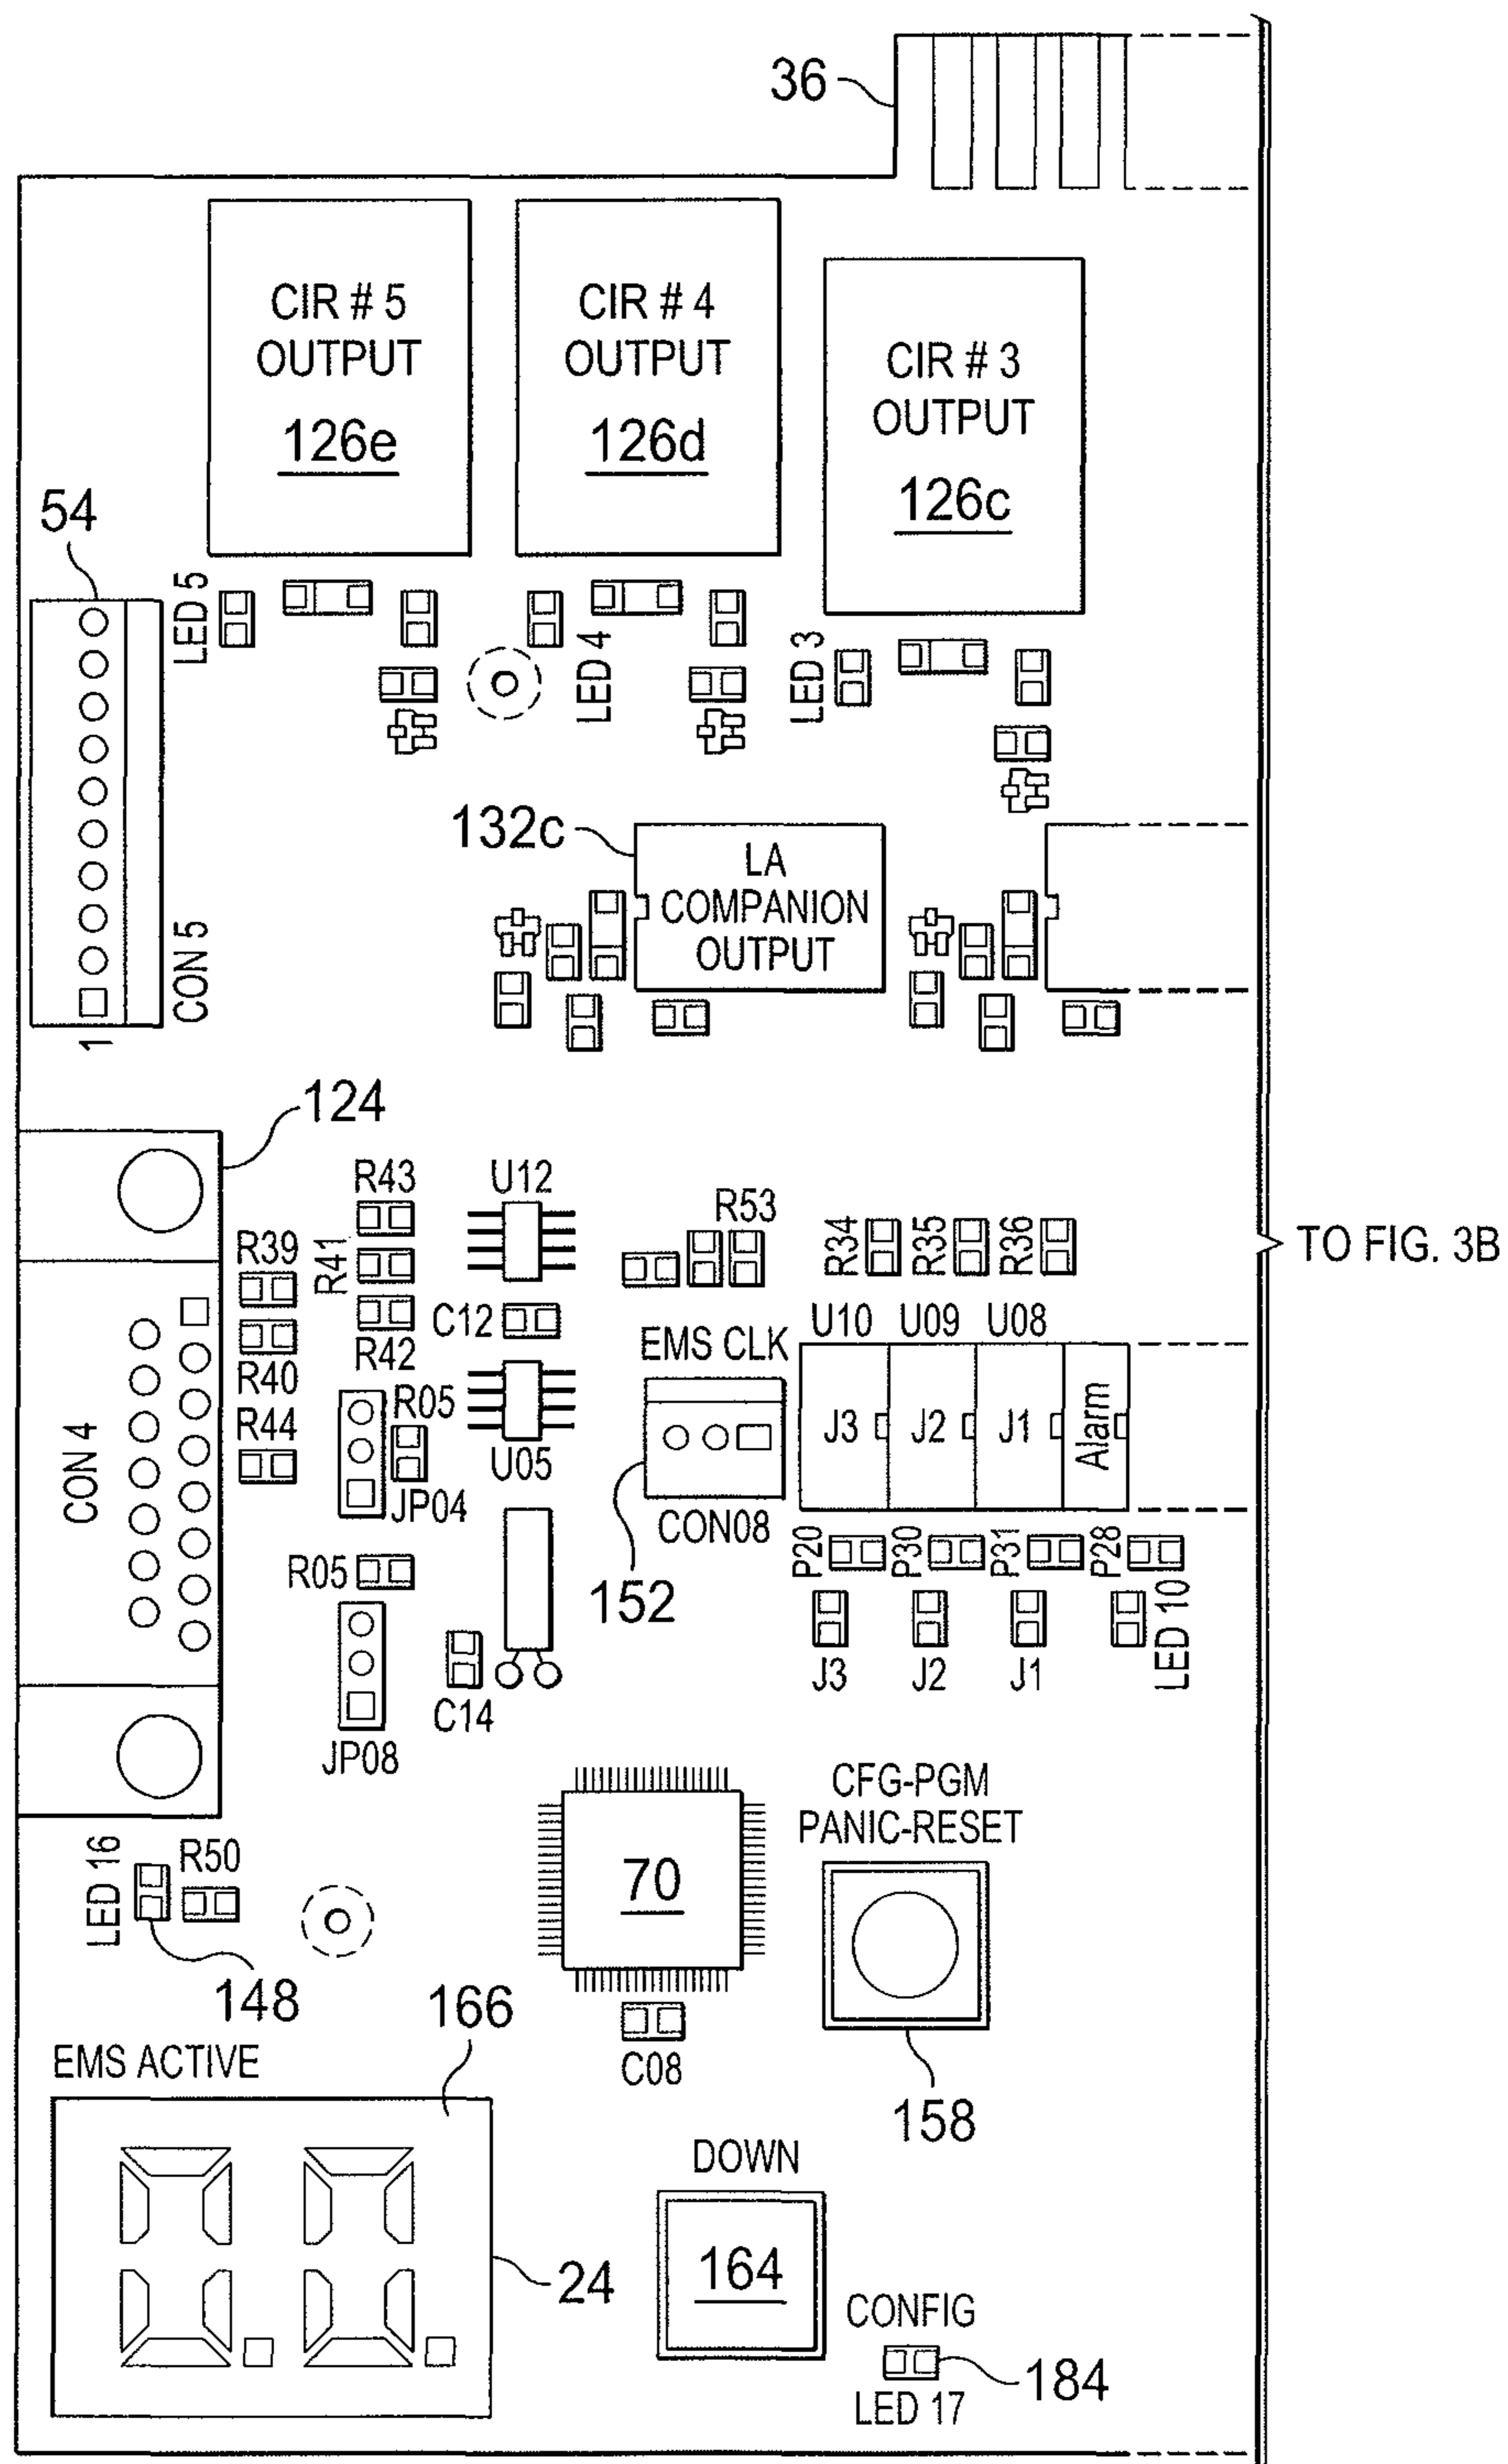 36
CIR # 5
OUTPUT
126e
CIR # 4
OUTPUT
126d
CIR # 3
OUTPUT
126c
54
LED 5
LED 4
LED 3
CON 5
1
132c
LA
COMPANION
OUTPUT
124
R43
U12
R53
R34
R35
R36
TO FIG. 3B
R39
R41
R40
R42
C12
EMS CLK
U10
U09
U08
R44
R05
U05
JP04
CON 4
J3
J2
J1
Alarm
CON08
152
R05
P20
P30
P31
P28
J3
J2
J1
LED 10
C14
JP08
CFG-PGM
PANIC-RESET
70
LED 16
R50
148
166
C08
158
EMS ACTIVE
24
DOWN
164
CONFIG
184
LED 17